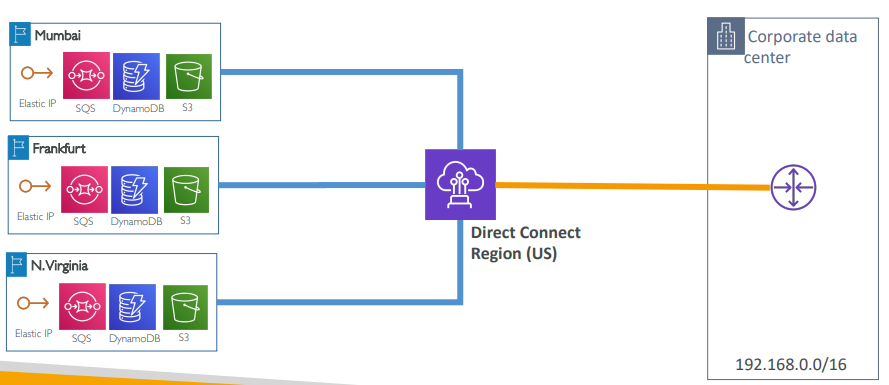 Mumbai
Elastic IP
SQS
DynamoDB
S3
Frankfurt
Elastic IP
SQS
DynamoDB
S3
N.Virginia
Elastic IP
SQS
DynamoDB
S3
Direct Connect
Region (US)
Corporate data
center
192.168.0.0/16